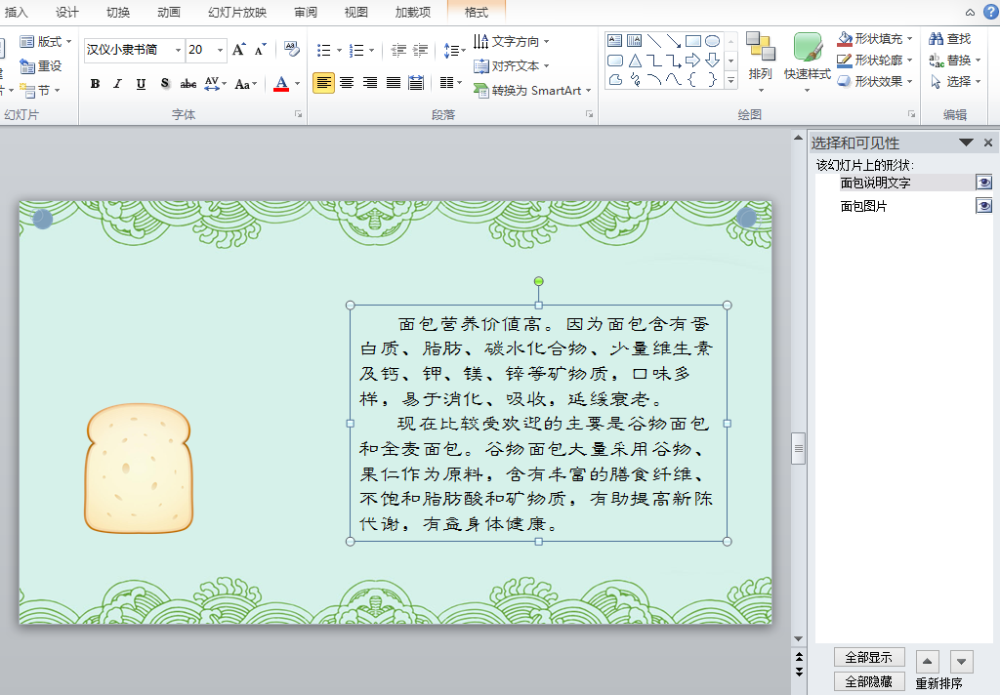 插入 设计 切换 动画 幻灯片放映 审阅 视图 加载项 格式
版式 汉仪小隶书简 20 文字方向 形状填充 查找
重设 对齐文本 排列 快速样式 形状轮廓 替换
节 B I U S abc AV Aa A 转换为 SmartArt 形状效果 选择
幻灯片 字体 段落 绘图 编辑
选择和可见性
该幻灯片上的形状:
面包说明文字
面包图片
面包营养价值高。因为面包含有蛋
白质、脂肪、碳水化合物、少量维生素
及钙、钾、镁、锌等矿物质，口味多
样，易于消化、吸收，延缓衰老。
现在比较受欢迎的主要是谷物面包
和全麦面包。谷物面包大量采用谷物、
果仁作为原料，含有丰富的膳食纤维、
不饱和脂肪酸和矿物质，有助提高新陈
代谢，有益身体健康。
全部显示
全部隐藏 重新排序